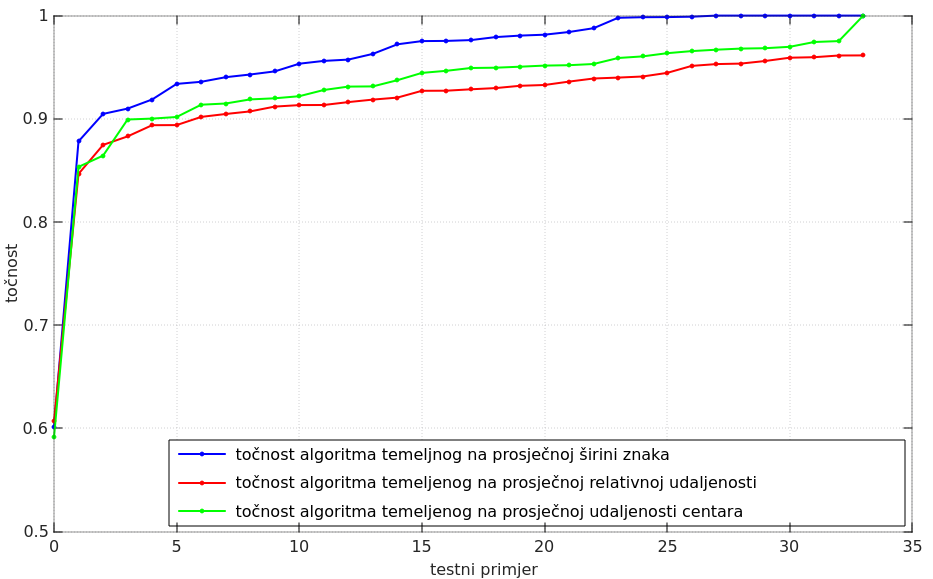 1
0.9
0.8
0.7
0.6
0.5
točnost
točnost algoritma temeljnog na prosječnoj širini znaka
točnost algoritma temeljenog na prosječnoj relativnoj udaljenosti
točnost algoritma temeljenog na prosječnoj udaljenosti centara
0 5 10 15 20 25 30 35
testni primjer